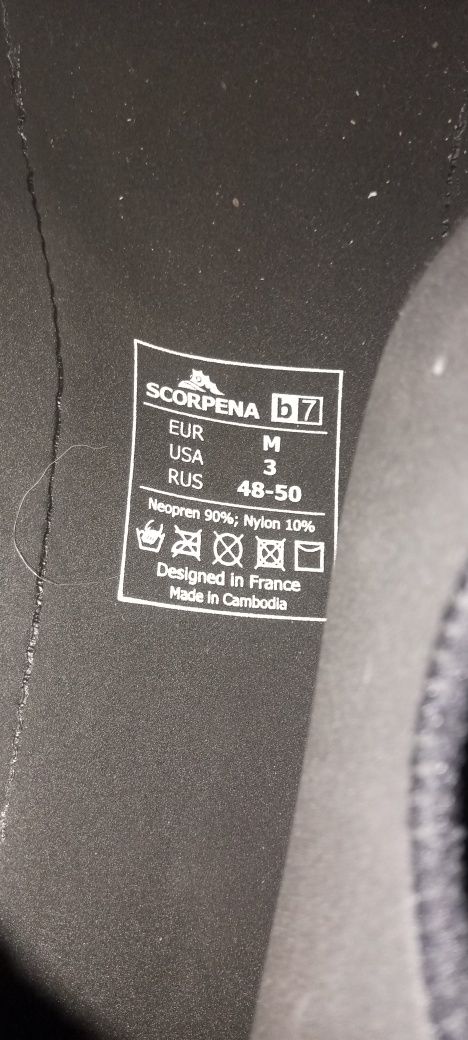 SCORPENA b7
EUR M
USA 3
RUS 48-50
Neopren 90%; Nylon 10%
Designed in France
Made in Cambodia